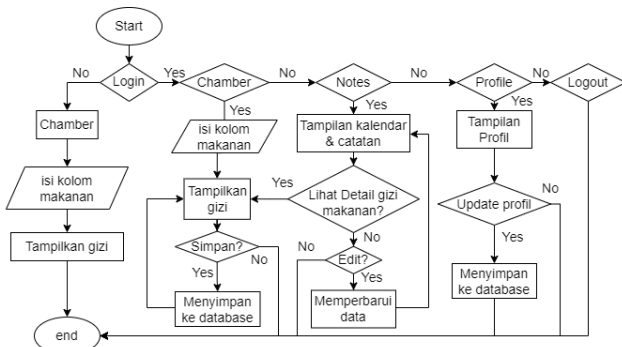 Start
No
Login
Yes
Chamber
No
Notes
No
Profile
No
Logout
Chamber
Yes
isi kolom
makanan
Yes
Tampilan kalendar
& catatan
Yes
Tampilan
Profil
isi kolom
makanan
Tampilkan
gizi
Yes
Lihat Detail gizi
makanan?
Update profil
No
Tampilkan gizi
Simpan?
No
Yes
No
No
Edit?
Yes
Yes
Menyimpan
ke database
Memperbarui
data
Menyimpan
ke database
end